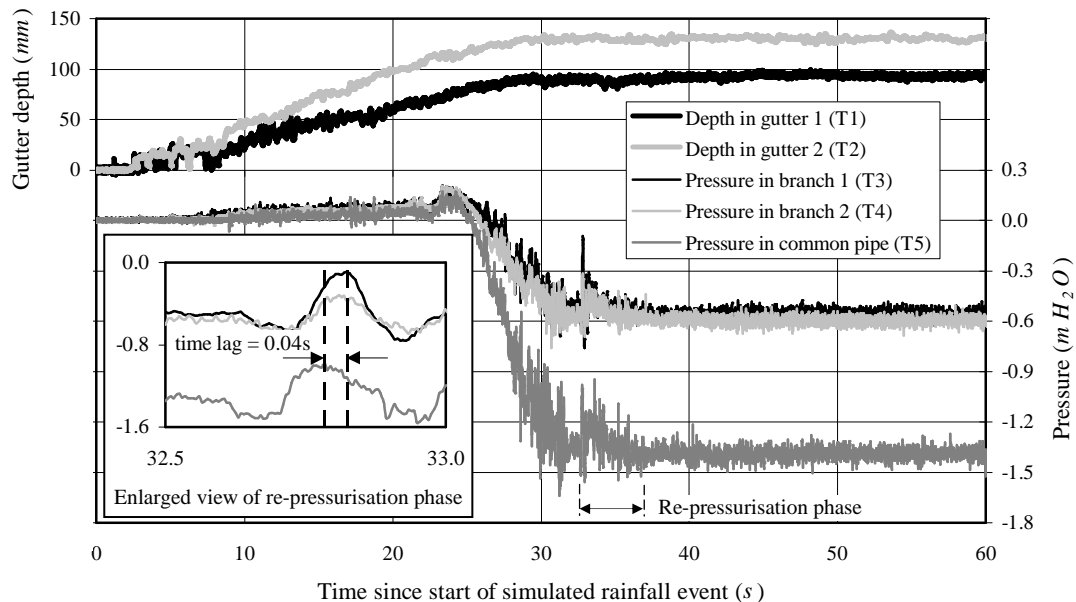 150
100
50
0
Gutter depth (mm)
Depth in gutter 1 (T1)
Depth in gutter 2 (T2)
Pressure in branch 1 (T3)
Pressure in branch 2 (T4)
Pressure in common pipe (T5)
0.3
0.0
-0.3
-0.6
-0.9
-1.2
-1.5
-1.8
Pressure (m H2O)
0.0
-0.8
-1.6
time lag = 0.04s
32.5 33.0
Enlarged view of re-pressurisation phase
Re-pressurisation phase
0 10 20 30 40 50 60
Time since start of simulated rainfall event (s)